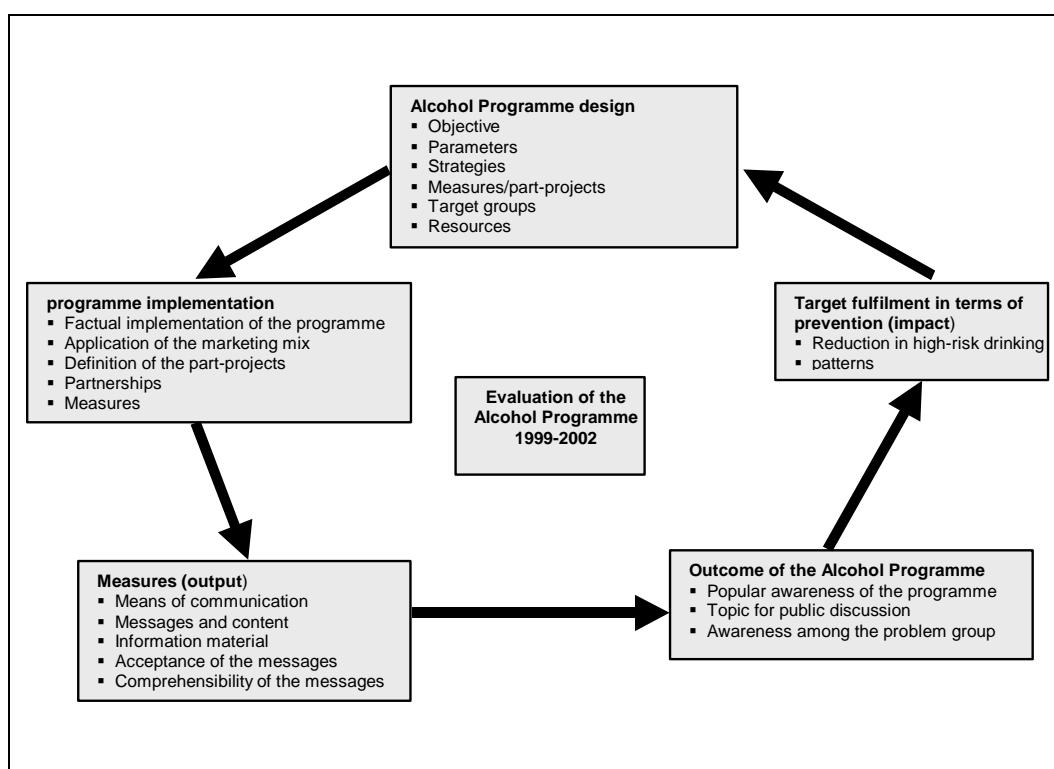 Alcohol Programme design
▪ Objective
▪ Parameters
▪ Strategies
▪ Measures/part-projects
▪ Target groups
▪ Resources
programme implementation
▪ Factual implementation of the programme
▪ Application of the marketing mix
▪ Definition of the part-projects
▪ Partnerships
▪ Measures
Target fulfilment in terms of
prevention (impact)
▪ Reduction in high-risk drinking
▪ patterns
Evaluation of the
Alcohol Programme
1999-2002
Measures (output)
▪ Means of communication
▪ Messages and content
▪ Information material
▪ Acceptance of the messages
▪ Comprehensibility of the messages
Outcome of the Alcohol Programme
▪ Popular awareness of the programme
▪ Topic for public discussion
▪ Awareness among the problem group